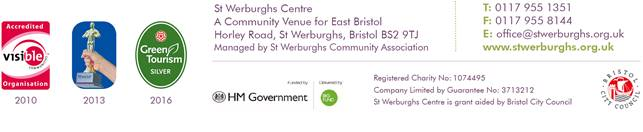 Accredited
visible
Organisation
2010
2013
Green
Tourism
SILVER
2016
St Werburghs Centre
A Community Venue for East Bristol
Horley Road, St Werburghs, Bristol BS2 9TJ
Managed by St Werburghs Community Association
T: 0117 955 1351
F: 0117 955 8144
E: office@stwerburghs.org.uk
www.stwerburghs.org.uk
Funded by
Delivered by
HM Government
BIG
FUND
Registered Charity No: 1074495
Company Limited by Guarantee No: 3713212
St Werburghs Centre is grant aided by Bristol City Council
BRISTOL
CITY COUNCIL